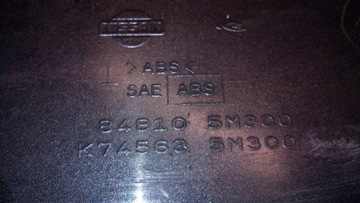 NISSAN
>ABS<
SAE ABS
84810 5M300
K74563 5M300